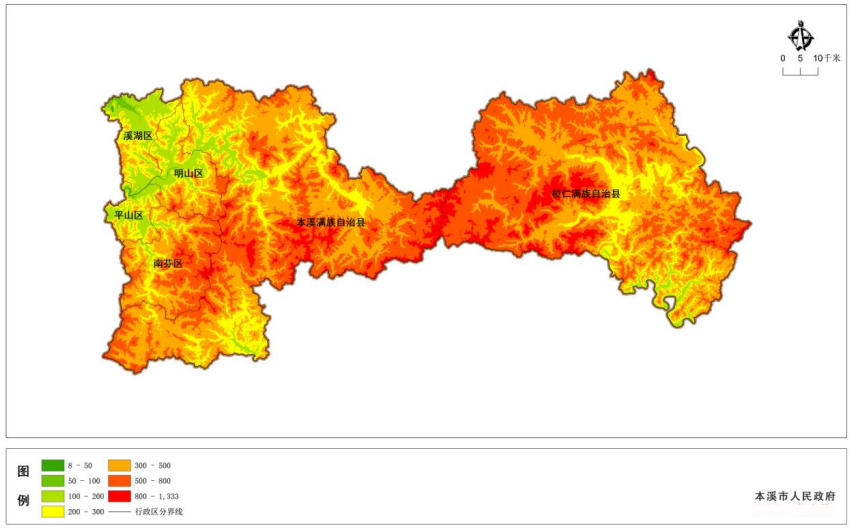 0 5 10千米
溪湖区
明山区
平山区
本溪满族自治县
桓仁满族自治县
南芬区
图例
8 - 50
50 - 100
100 - 200
200 - 300
300 - 500
500 - 800
800 - 1,333
行政区分界线
本溪市人民政府